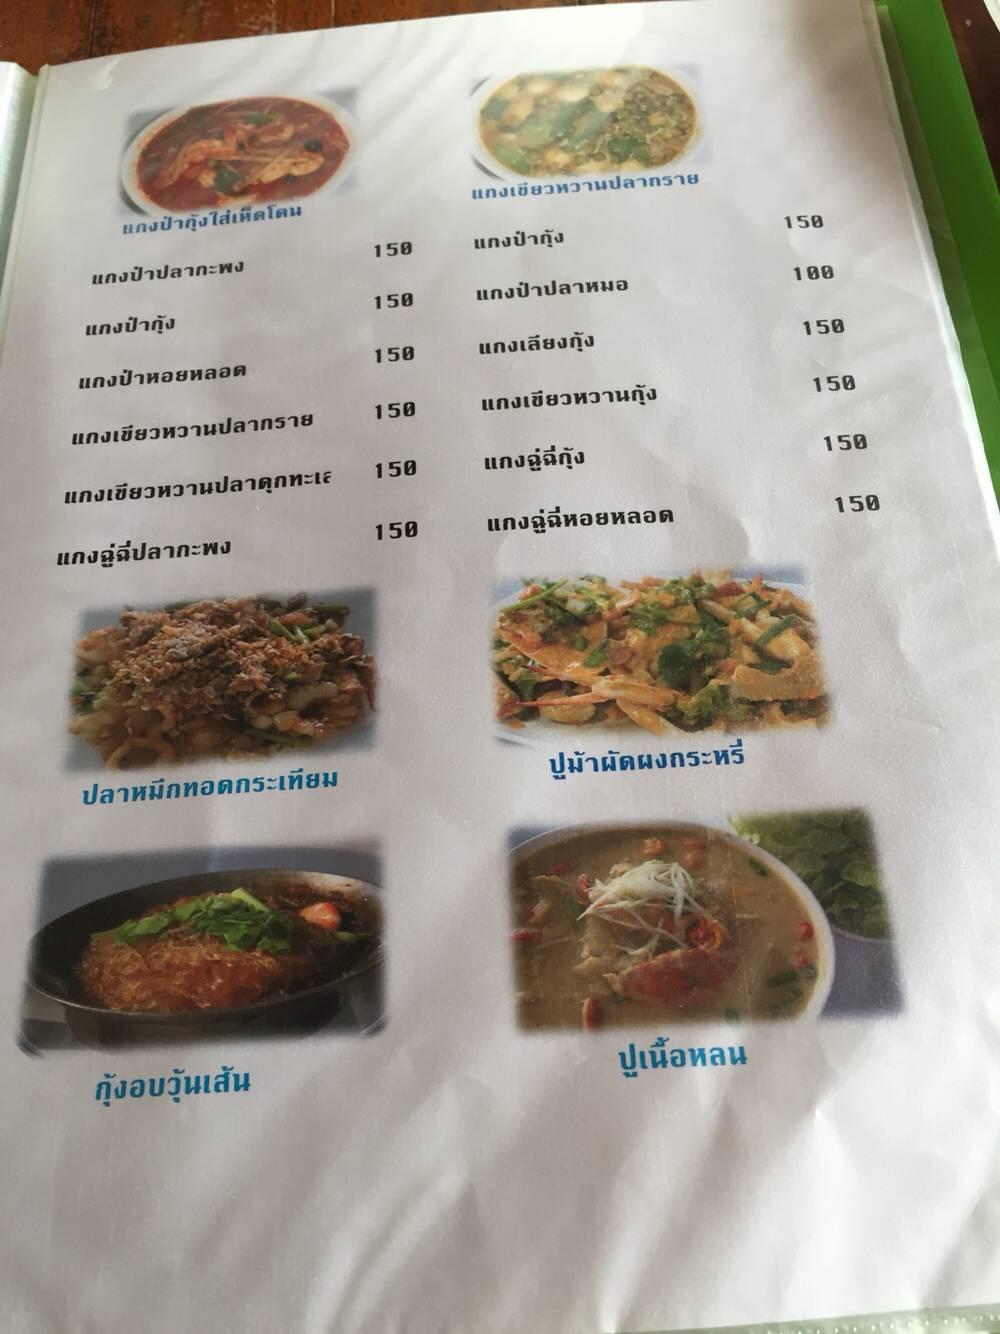 แกงป่ากุ้งใส่เห็ดโคน
แกงเขียวหวานปลากราย
แกงป่าปลากะพง 150
แกงป่ากุ้ง 150
แกงป่ากุ้ง 150
แกงป่าปลาหมอ 100
แกงป่าหอยหลอด 150
แกงเลียงกุ้ง 150
แกงเขียวหวานปลากราย 150
แกงเขียวหวานกุ้ง 150
แกงเขียวหวานปลาดุกทะเล 150
แกงฉู่ฉี่กุ้ง 150
แกงฉู่ฉี่ปลากะพง 150
แกงฉู่ฉี่หอยหลอด 150
ปลาหมึกทอดกระเทียม
ปูม้าผัดผงกระหรี่
กุ้งอบวุ้นเส้น
ปูเนื้อหลน